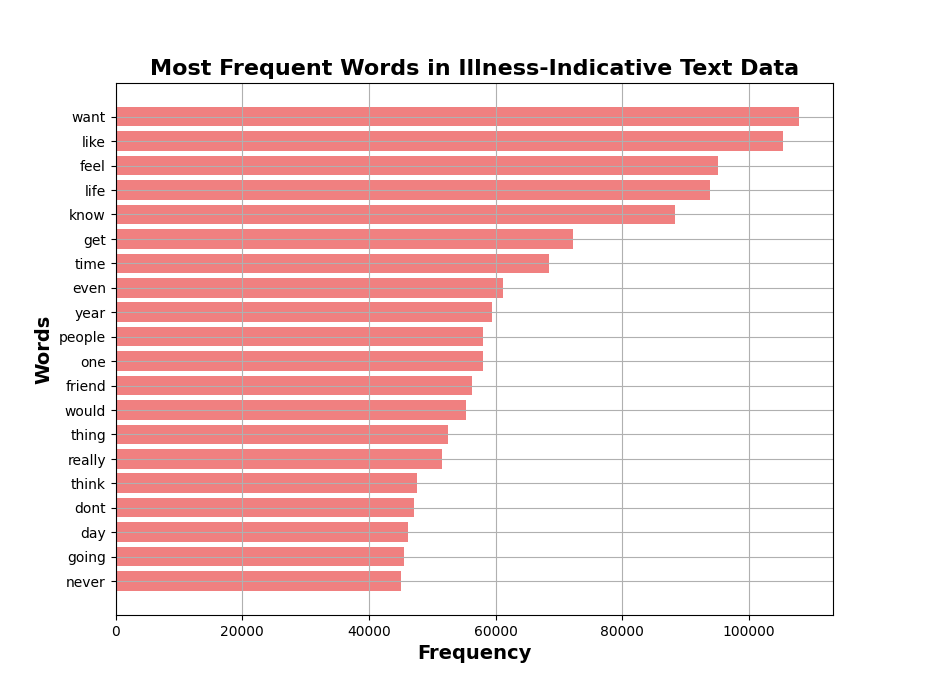 Most Frequent Words in Illness-Indicative Text Data
Words
want
like
feel
life
know
get
time
even
year
people
one
friend
would
thing
really
think
dont
day
going
never
0 20000 40000 60000 80000 100000
Frequency